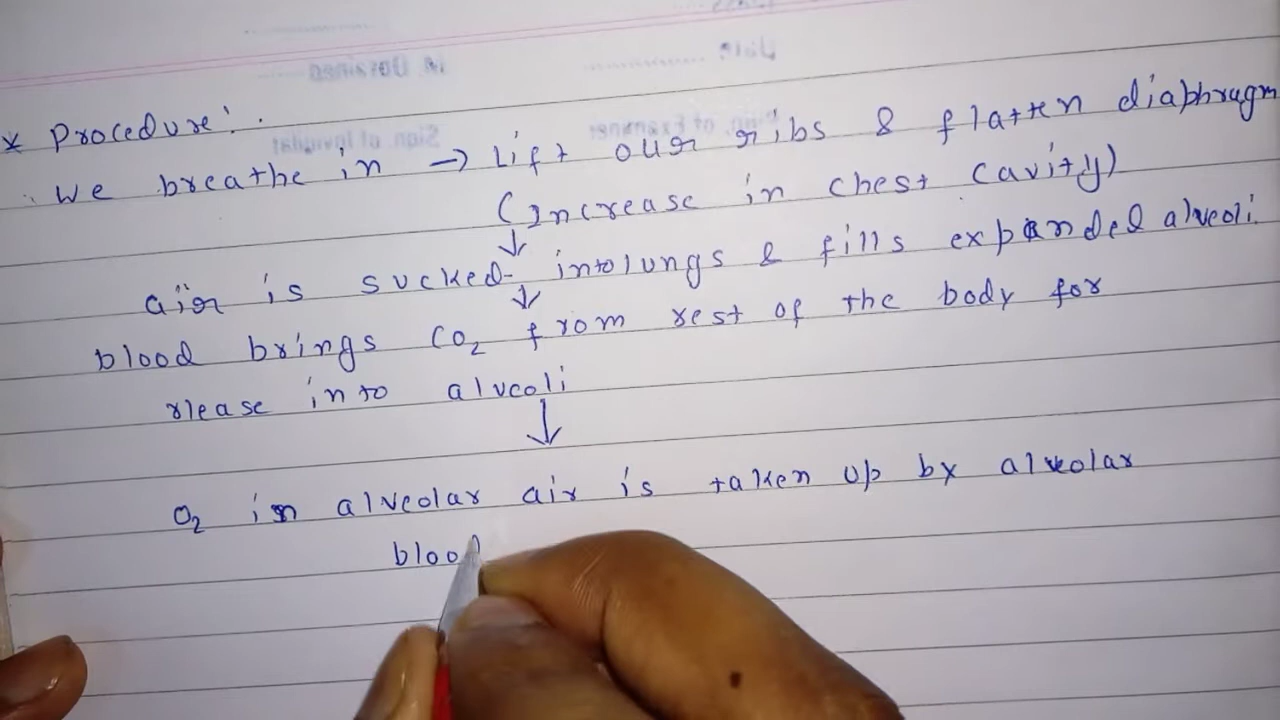 * Procedure:
We breathe in → Lift our ribs & flatten diaphragm
(Increase in chest cavity)
↓
air is sucked into lungs & fills expanded alveoli.
↓
blood brings CO2 from rest of the body for
rlease into alveoli
↓
O2 in alveolar air is taken up by alveolar
blood